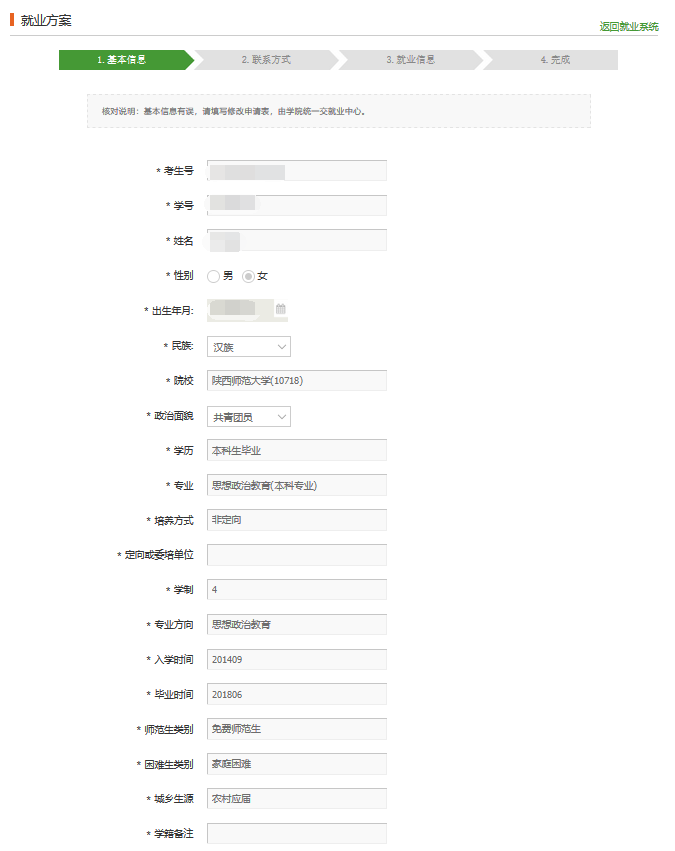 就业方案
返回就业系统
1. 基本信息
2. 联系方式
3. 就业信息
4. 完成
核对说明：基本信息有误，请填写修改申请表，由学院统一交就业中心。
* 考生号
* 学号
* 姓名
* 性别 男 女
* 出生年月:
* 民族: 汉族
* 院校 陕西师范大学(10718)
* 政治面貌 共青团员
* 学历 本科生毕业
* 专业 思想政治教育(本科专业)
* 培养方式 非定向
* 定向或委培单位
* 学制 4
* 专业方向 思想政治教育
* 入学时间 201409
* 毕业时间 201806
* 师范生类别 免费师范生
* 困难生类别 家庭困难
* 城乡生源 农村应届
* 学籍备注